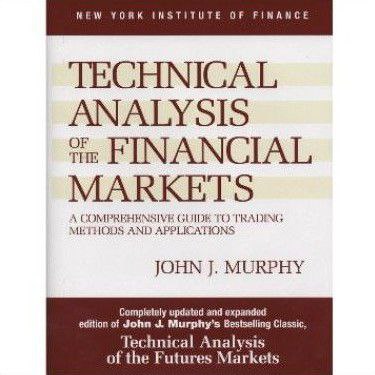 NEW YORK INSTITUTE OF FINANCE
TECHNICAL
ANALYSIS
OF THE FINANCIAL
MARKETS
A COMPREHENSIVE GUIDE TO TRADING
METHODS AND APPLICATIONS
JOHN J. MURPHY
Completely updated and expanded
edition of John J. Murphy's Bestselling Classic,
Technical Analysis
of the Futures Markets